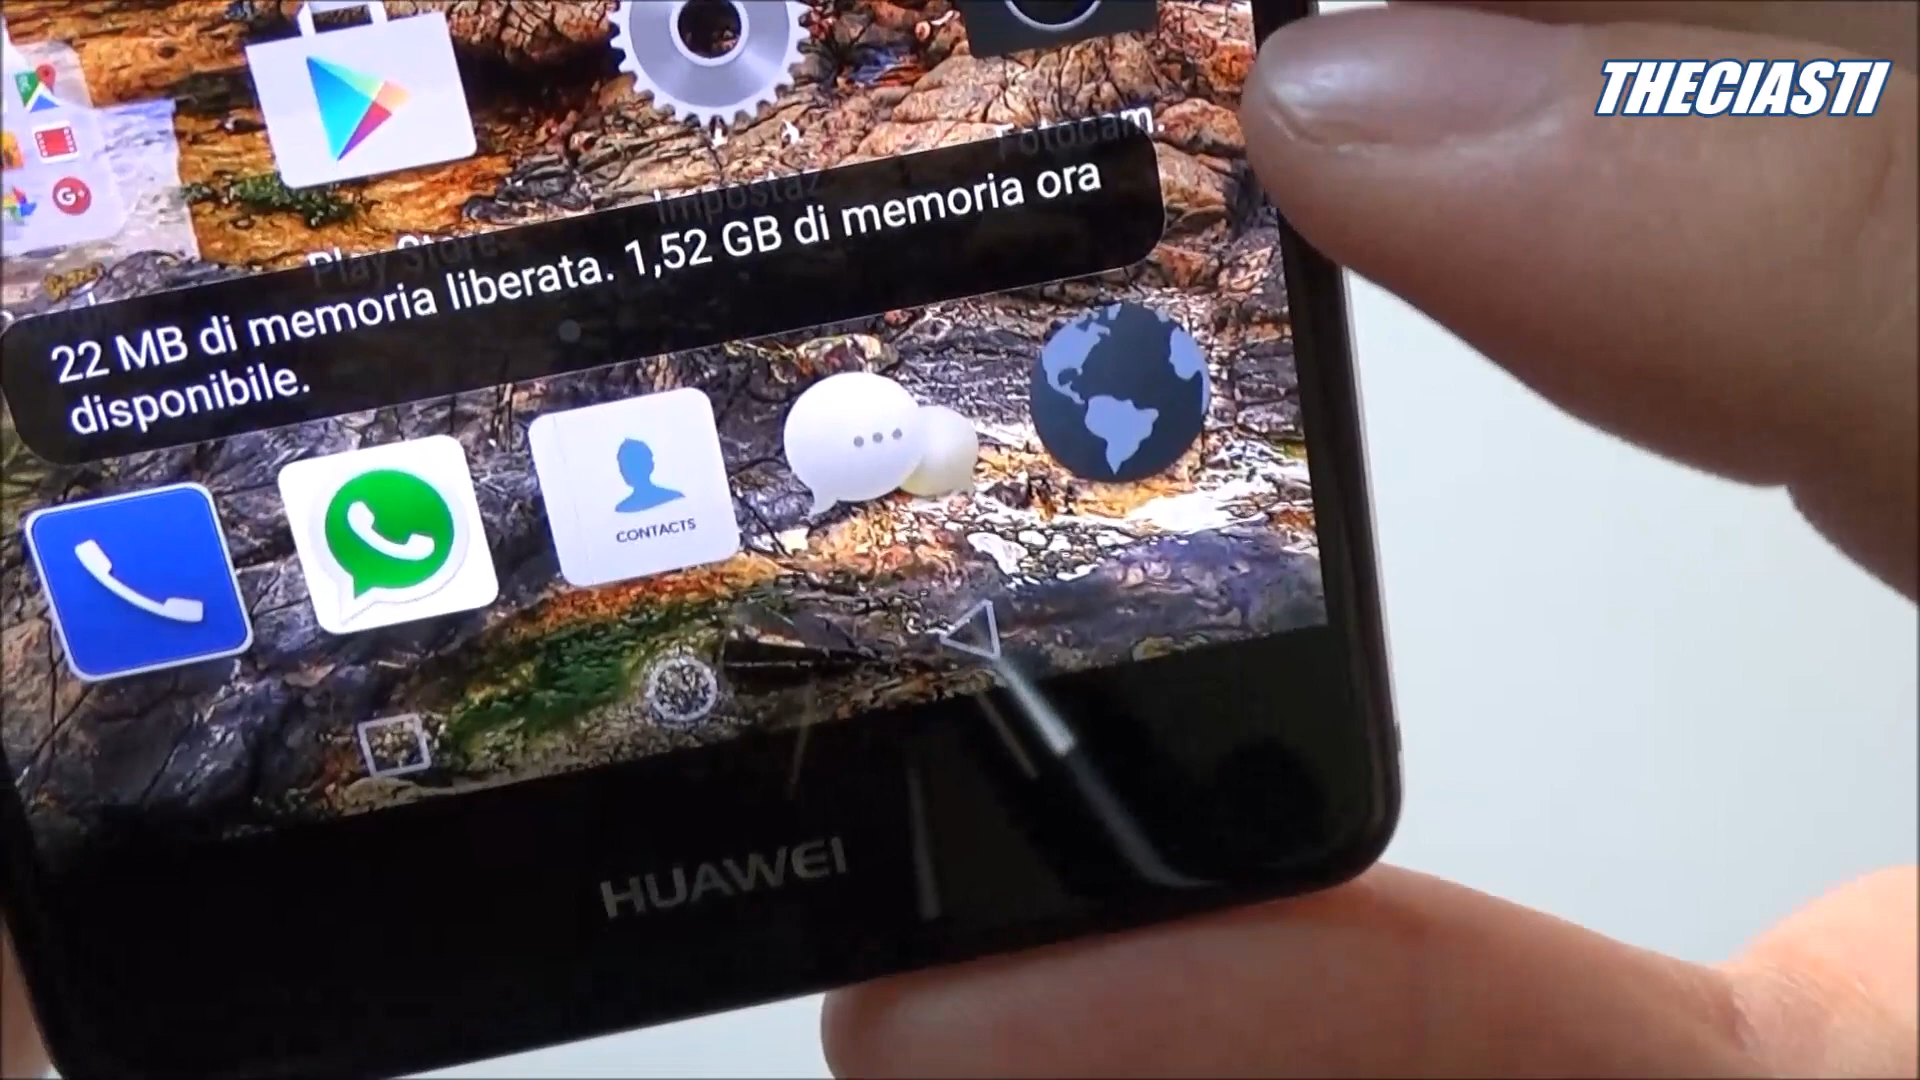 THECIASTI
Fotocam.
Impostaz
Play Store
22 MB di memoria liberata. 1,52 GB di memoria ora
disponibile.
CONTACTS
HUAWEI